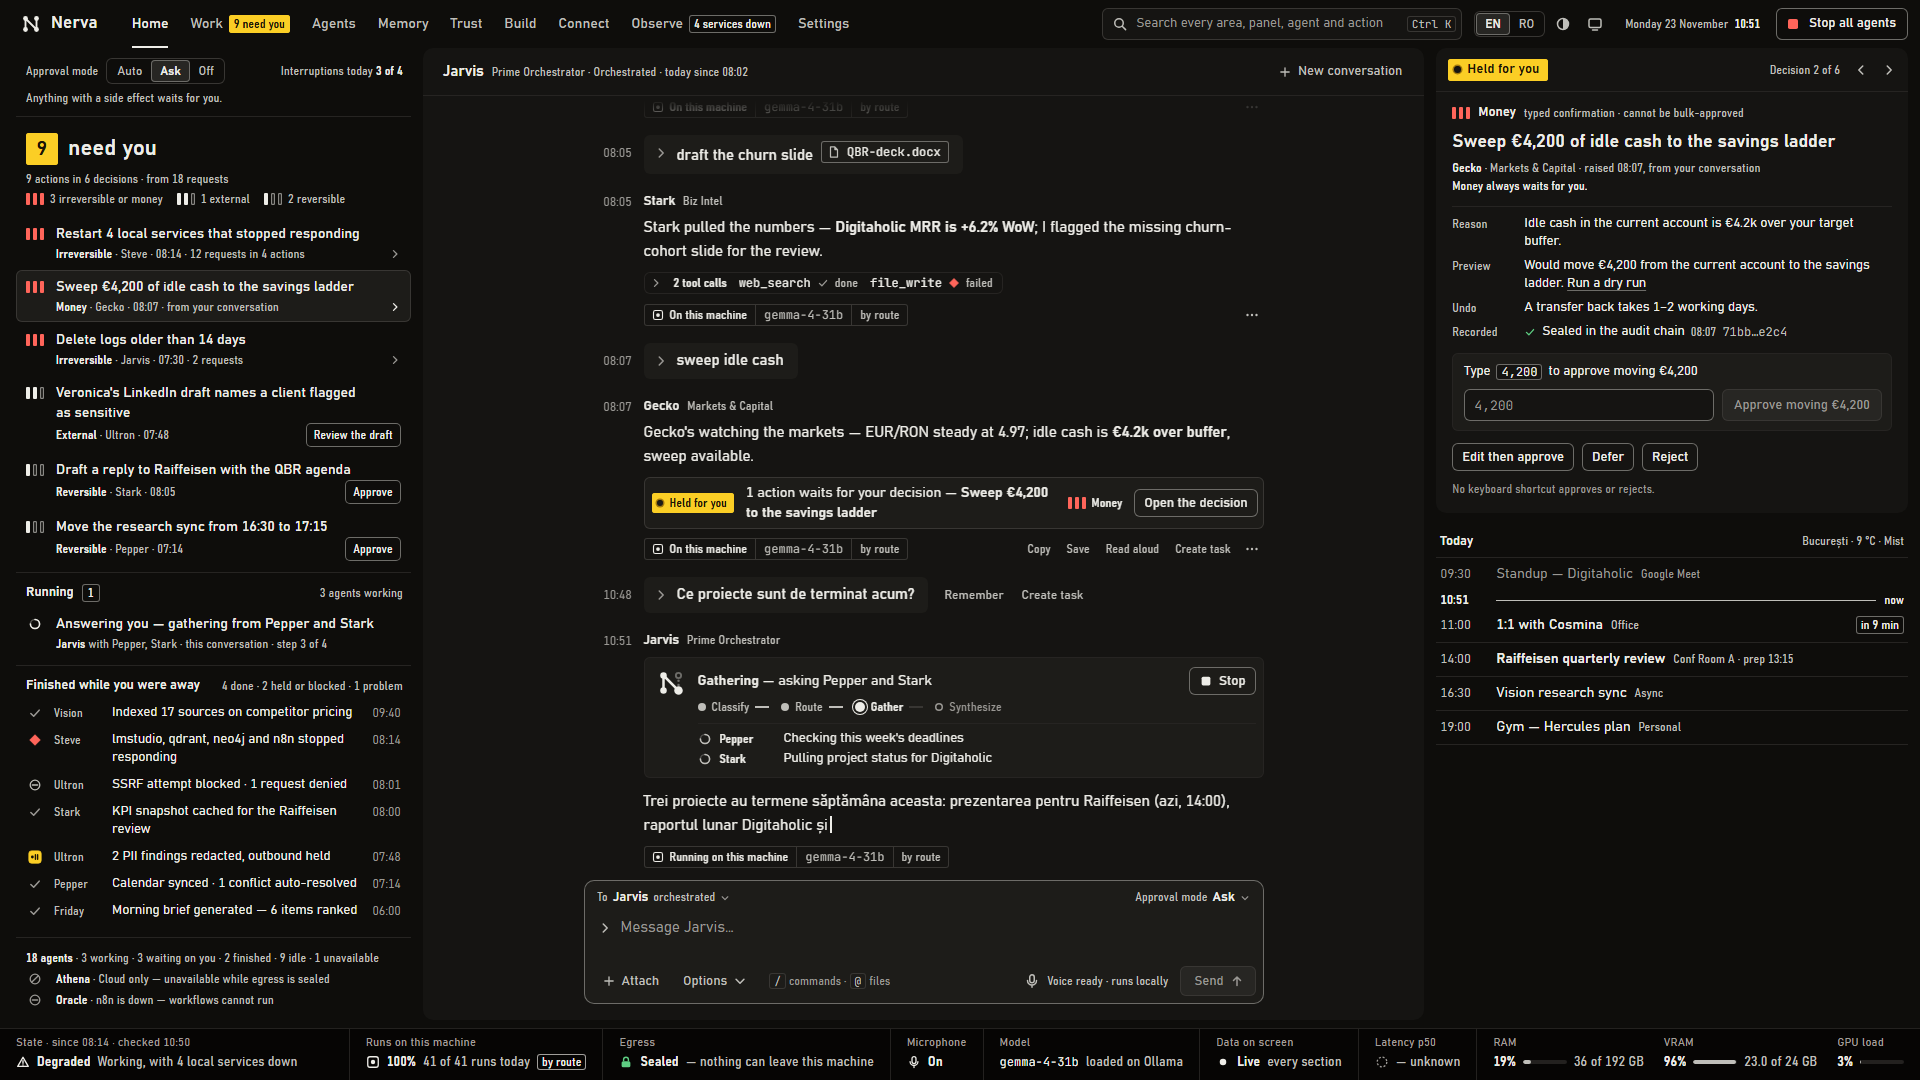 Nerva
Home
Work 9 need you
Agents
Memory
Trust
Build
Connect
Observe 4 services down
Settings
Search every area, panel, agent and action Ctrl K
EN RO
Monday 23 November 10:51
Stop all agents
Approval mode Auto Ask Off
Interruptions today 3 of 4
Anything with a side effect waits for you.
9 need you
9 actions in 6 decisions · from 18 requests
3 irreversible or money 1 external 2 reversible
Restart 4 local services that stopped responding
Irreversible · Steve · 08:14 · 12 requests in 4 actions
Sweep €4,200 of idle cash to the savings ladder
Money · Gecko · 08:07 · from your conversation
Delete logs older than 14 days
Irreversible · Jarvis · 07:30 · 2 requests
Veronica's LinkedIn draft names a client flagged
as sensitive
External · Ultron · 07:48 Review the draft
Draft a reply to Raiffeisen with the QBR agenda
Reversible · Stark · 08:05 Approve
Move the research sync from 16:30 to 17:15
Reversible · Pepper · 07:14 Approve
Running 1 3 agents working
Answering you — gathering from Pepper and Stark
Jarvis with Pepper, Stark · this conversation · step 3 of 4
Finished while you were away 4 done · 2 held or blocked · 1 problem
Vision Indexed 17 sources on competitor pricing 09:40
Steve lmstudio, qdrant, neo4j and n8n stopped 08:14
responding
Ultron SSRF attempt blocked · 1 request denied 08:01
Stark KPI snapshot cached for the Raiffeisen 08:00
review
Ultron 2 PII findings redacted, outbound held 07:48
Pepper Calendar synced · 1 conflict auto-resolved 07:14
Friday Morning brief generated — 6 items ranked 06:00
18 agents · 3 working · 3 waiting on you · 2 finished · 9 idle · 1 unavailable
Athena · Cloud only — unavailable while egress is sealed
Oracle · n8n is down — workflows cannot run
Jarvis Prime Orchestrator · Orchestrated · today since 08:02
New conversation
On this machine gemma-4-31b by route
08:05 draft the churn slide QBR-deck.docx
08:05 Stark Biz Intel
Stark pulled the numbers — Digitaholic MRR is +6.2% WoW; I flagged the missing churn-
cohort slide for the review.
2 tool calls web_search done file_write failed
On this machine gemma-4-31b by route
08:07 sweep idle cash
08:07 Gecko Markets & Capital
Gecko's watching the markets — EUR/RON steady at 4.97; idle cash is €4.2k over buffer,
sweep available.
Held for you 1 action waits for your decision — Sweep €4,200
to the savings ladder Money Open the decision
On this machine gemma-4-31b by route Copy Save Read aloud Create task
10:48 Ce proiecte sunt de terminat acum? Remember Create task
10:51 Jarvis Prime Orchestrator
Gathering — asking Pepper and Stark Stop
Classify Route Gather Synthesize
Pepper Checking this week's deadlines
Stark Pulling project status for Digitaholic
Trei proiecte au termene săptămâna aceasta: prezentarea pentru Raiffeisen (azi, 14:00),
raportul lunar Digitaholic și
Running on this machine gemma-4-31b by route
To Jarvis orchestrated Approval mode Ask
Message Jarvis...
Attach Options / commands · @ files Voice ready · runs locally Send
Held for you Decision 2 of 6
Money typed confirmation · cannot be bulk-approved
Sweep €4,200 of idle cash to the savings ladder
Gecko · Markets & Capital · raised 08:07, from your conversation
Money always waits for you.
Reason Idle cash in the current account is €4.2k over your target
buffer.
Preview Would move €4,200 from the current account to the savings
ladder. Run a dry run
Undo A transfer back takes 1–2 working days.
Recorded Sealed in the audit chain 08:07 71bb…e2c4
Type 4,200 to approve moving €4,200
4,200 Approve moving €4,200
Edit then approve Defer Reject
No keyboard shortcut approves or rejects.
Today București · 9 °C · Mist
09:30 Standup — Digitaholic Google Meet
10:51 now
11:00 1:1 with Cosmina Office in 9 min
14:00 Raiffeisen quarterly review Conf Room A · prep 13:15
16:30 Vision research sync Async
19:00 Gym — Hercules plan Personal
State · since 08:14 · checked 10:50
Degraded Working, with 4 local services down
Runs on this machine
100% 41 of 41 runs today by route
Egress
Sealed — nothing can leave this machine
Microphone
On
Model
gemma-4-31b loaded on Ollama
Data on screen
Live every section
Latency p50
— unknown
RAM
19% 36 of 192 GB
VRAM
96% 23.0 of 24 GB
GPU load
3%